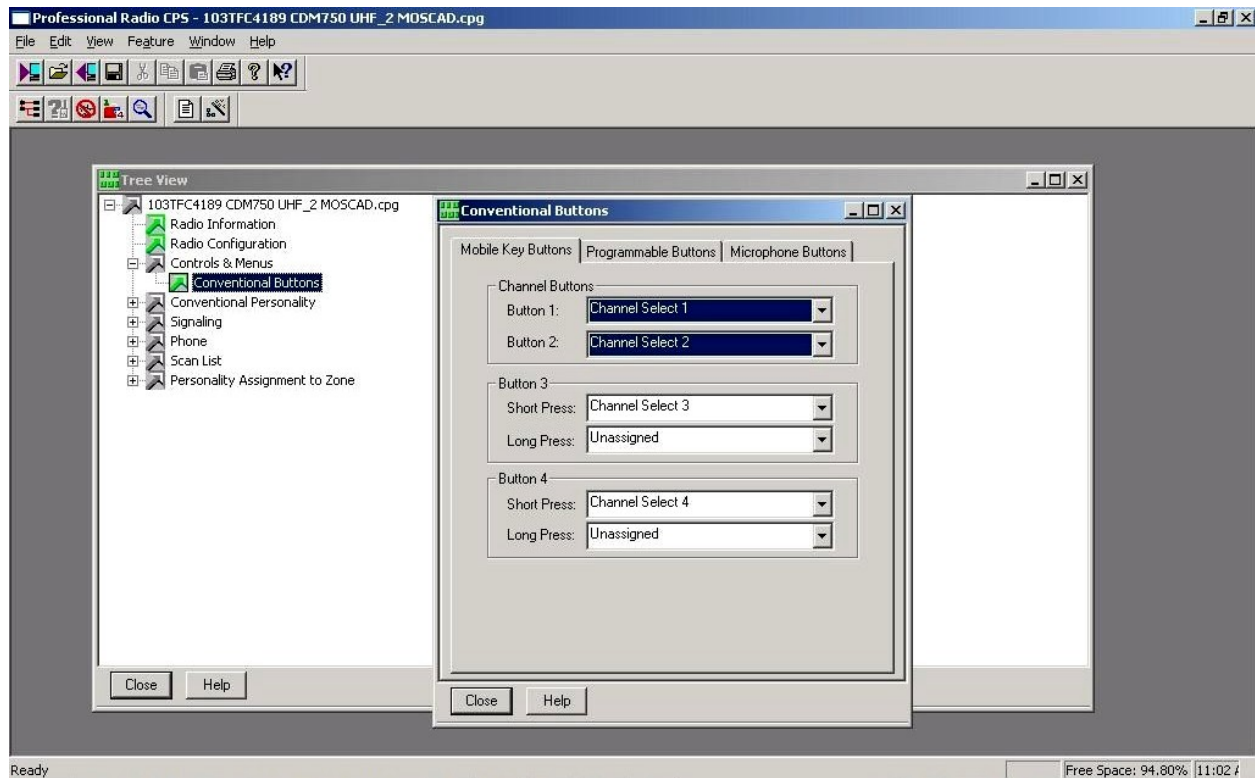 Professional Radio CPS - 103TFC4189 CDM750 UHF_2 MOSCAD.cpg
File Edit View Feature Window Help
Tree View
103TFC4189 CDM750 UHF_2 MOSCAD.cpg
Radio Information
Radio Configuration
Controls & Menus
Conventional Buttons
Conventional Personality
Signaling
Phone
Scan List
Personality Assignment to Zone
Close Help
Conventional Buttons
Mobile Key Buttons Programmable Buttons Microphone Buttons
Channel Buttons
Button 1: Channel Select 1
Button 2: Channel Select 2
Button 3
Short Press: Channel Select 3
Long Press: Unassigned
Button 4
Short Press: Channel Select 4
Long Press: Unassigned
Close Help
Ready Free Space: 94.80% 11:02